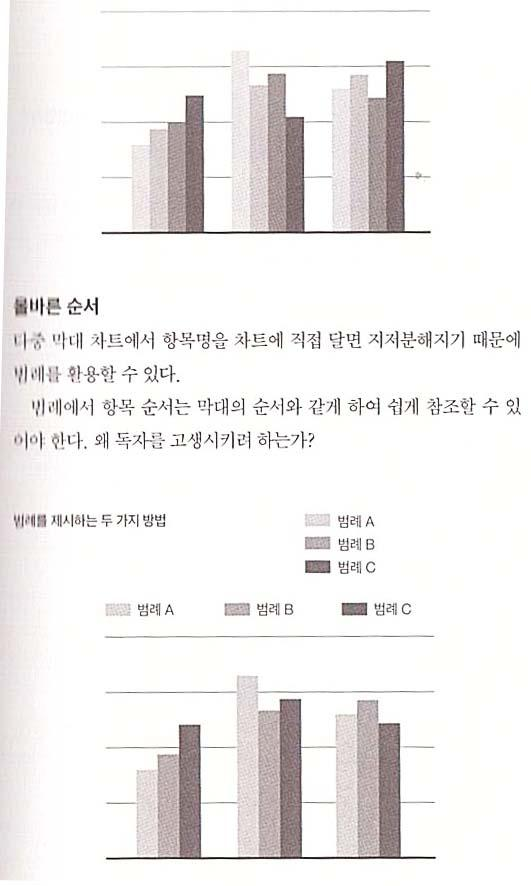 올바른 순서
다중 막대 차트에서 항목명을 차트에 직접 달면 지저분해지기 때문에
범례를 활용할 수 있다.
범례에서 항목 순서는 막대의 순서와 같게 하여 쉽게 참조할 수 있
어야 한다. 왜 독자를 고생시키려 하는가?
범례를 제시하는 두 가지 방법
범례 A
범례 B
범례 C
범례 A 범례 B 범례 C